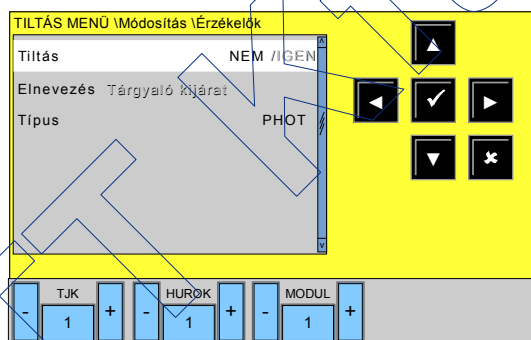 TILTÁS MENÜ \Módosítás \Érzékelők
Tiltás NEM /IGEN
Elnevezés Tárgyaló kijárat
Típus PHOT
TJK HUROK MODUL
- 1 + - 1 + - 1 +